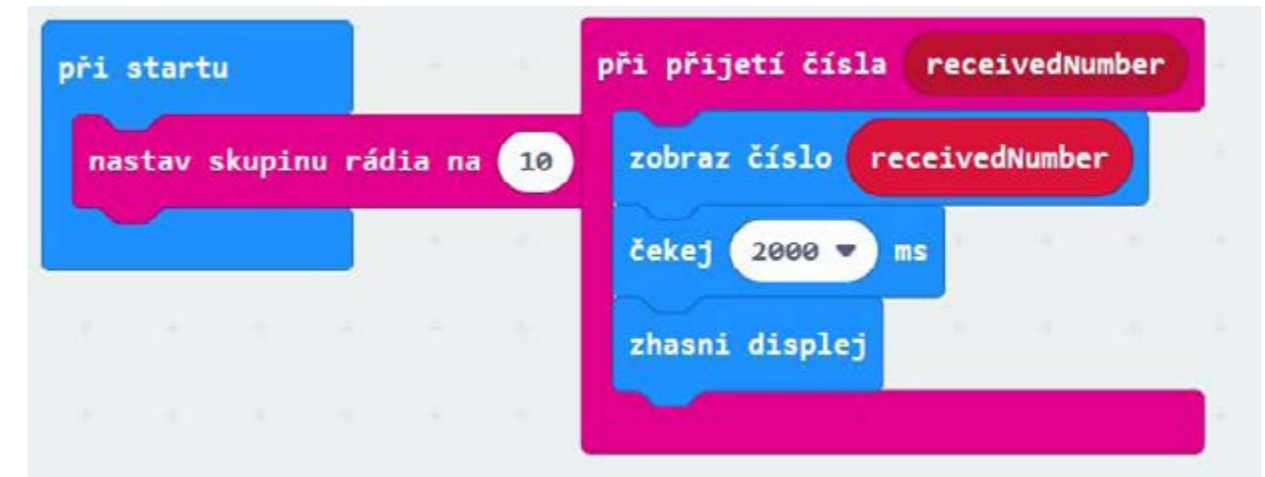 při startu
nastav skupinu rádia na 10
při přijetí čísla receivedNumber
zobraz číslo receivedNumber
čekej 2000 ms
zhasni displej